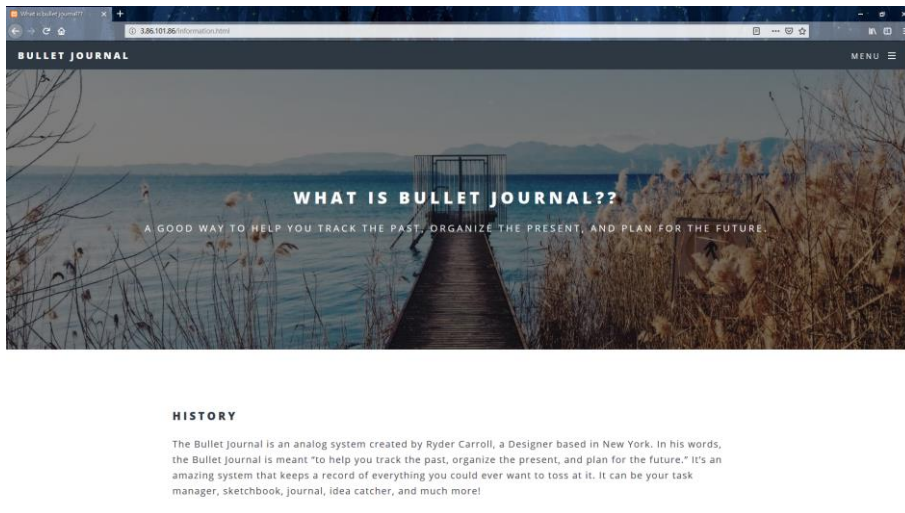 What is bullet journal??
3.86.101.86/information.html
BULLET JOURNAL
MENU
WHAT IS BULLET JOURNAL??
A GOOD WAY TO HELP YOU TRACK THE PAST, ORGANIZE THE PRESENT, AND PLAN FOR THE FUTURE.
HISTORY
The Bullet Journal is an analog system created by Ryder Carroll, a Designer based in New York. In his words,
the Bullet Journal is meant “to help you track the past, organize the present, and plan for the future.” It’s an
amazing system that keeps a record of everything you could ever want to toss at it. It can be your task
manager, sketchbook, journal, idea catcher, and much more!